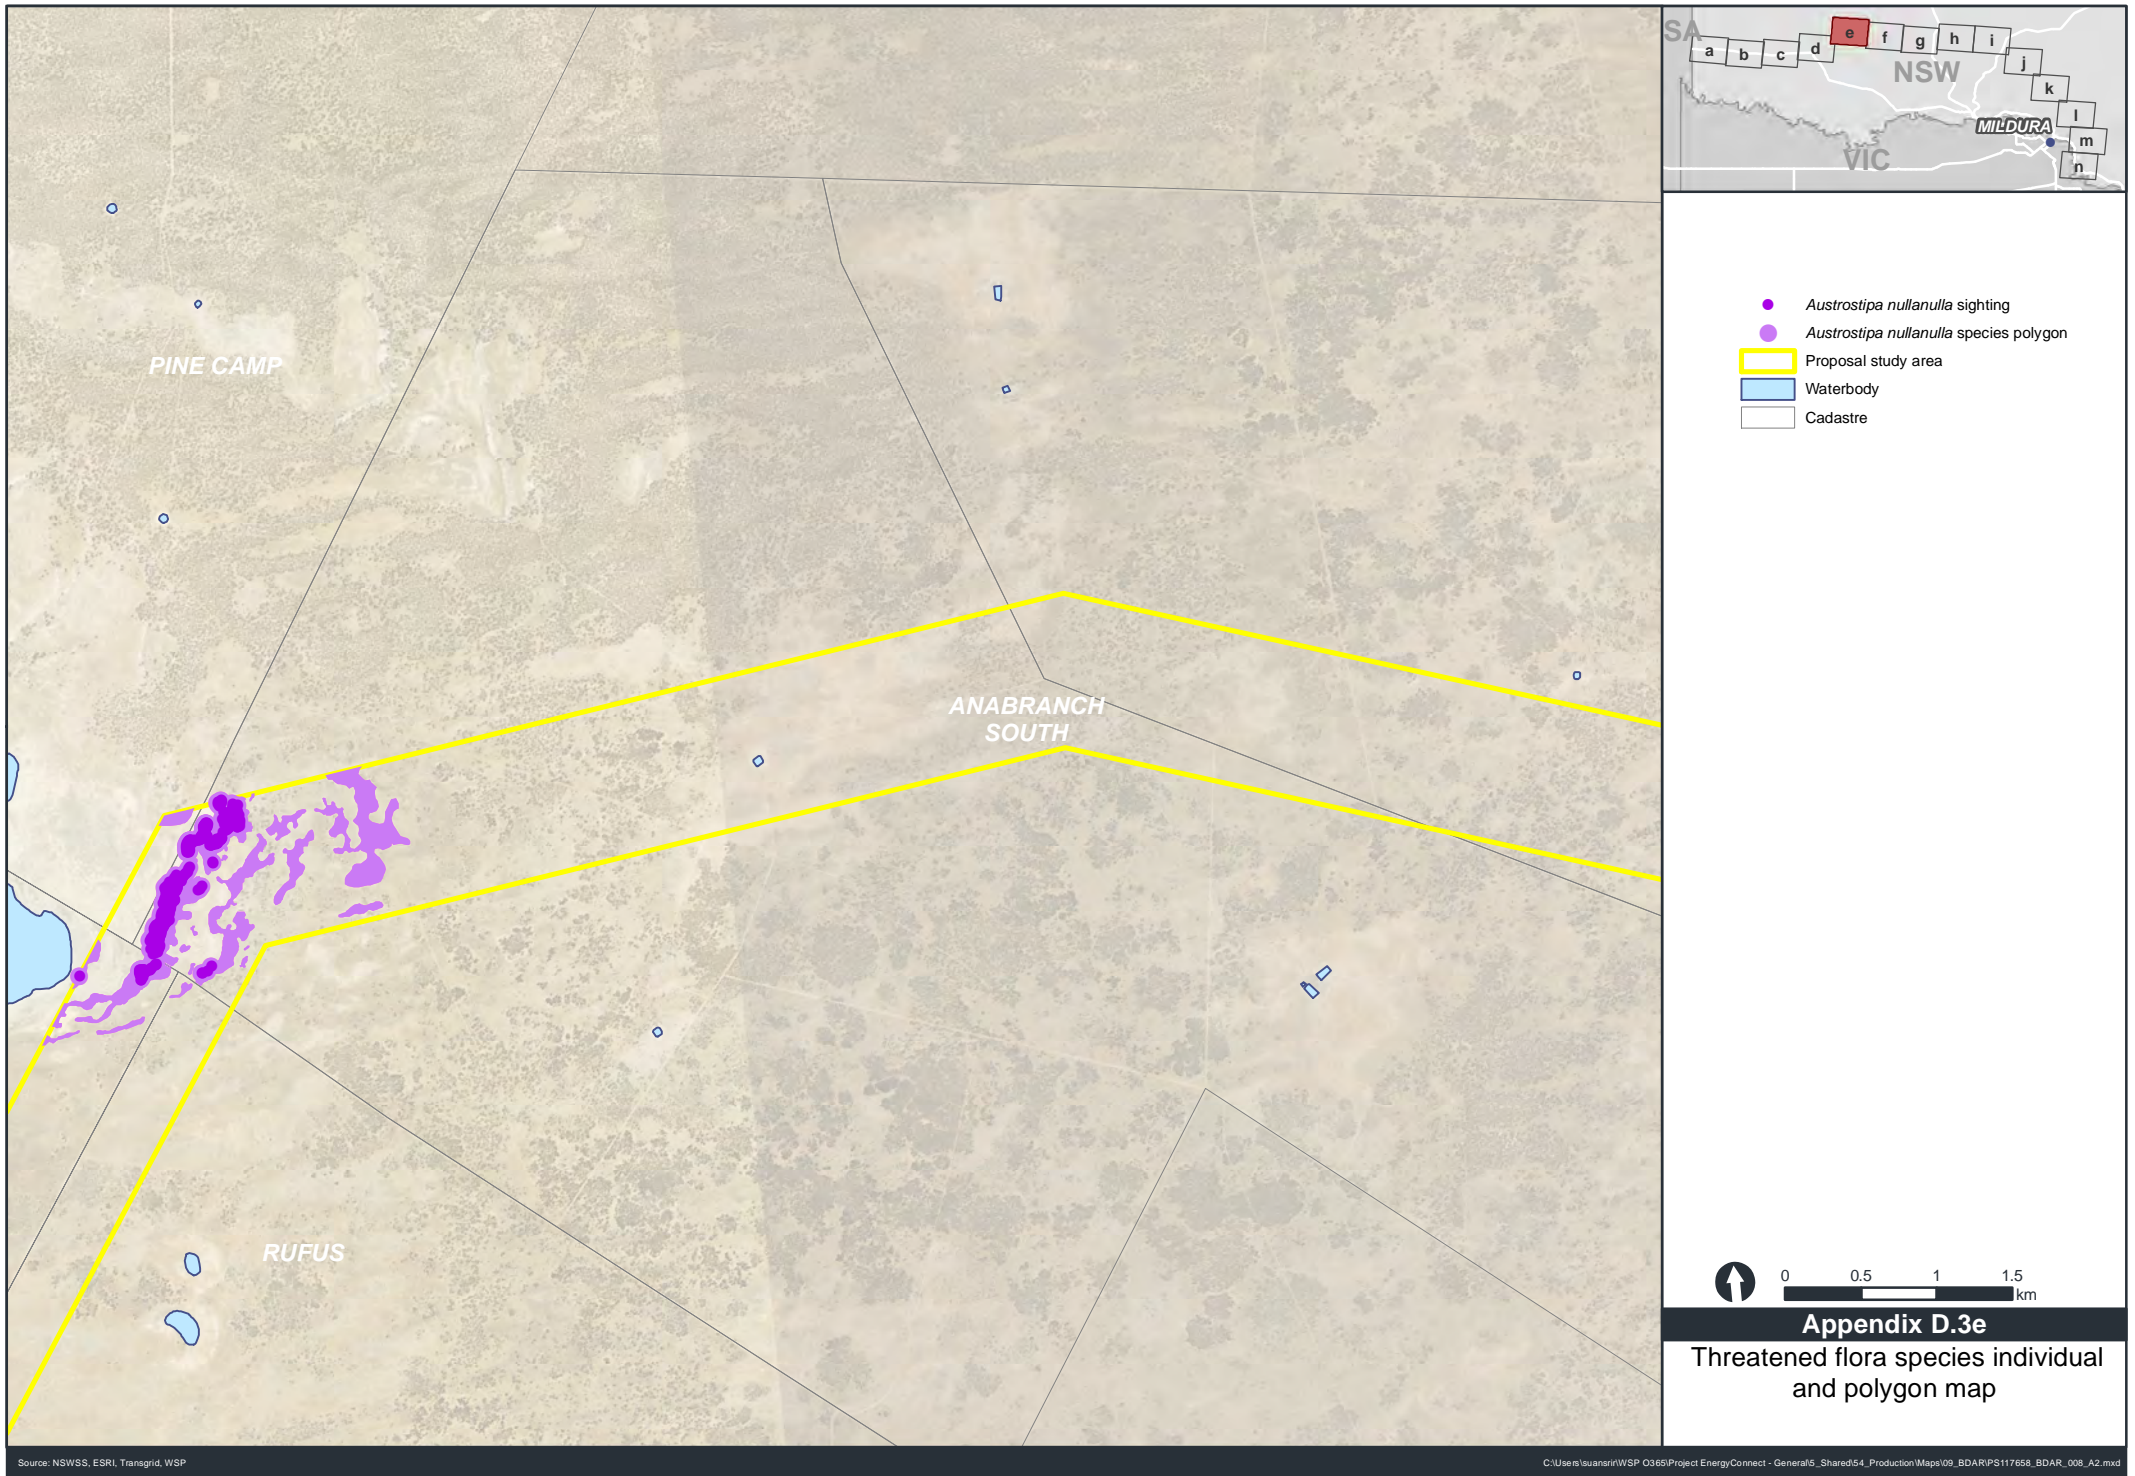 PINE CAMP
ANABRANCH
SOUTH
RUFUS
SA
a
b
c
d
e
f
g
h
i
j
k
l
m
n
NSW
MILDURA
VIC
Austrostipa nullanulla sighting
Austrostipa nullanulla species polygon
Proposal study area
Waterbody
Cadastre
0 0.5 1 1.5
km
Appendix D.3e
Threatened flora species individual
and polygon map
Source: NSWSS, ESRI, Transgrid, WSP
C:\Users\suansrir\WSP O365\Project EnergyConnect - General\5_Shared\54_Production\Maps\09_BDAR\PS117658_BDAR_008_A2.mxd